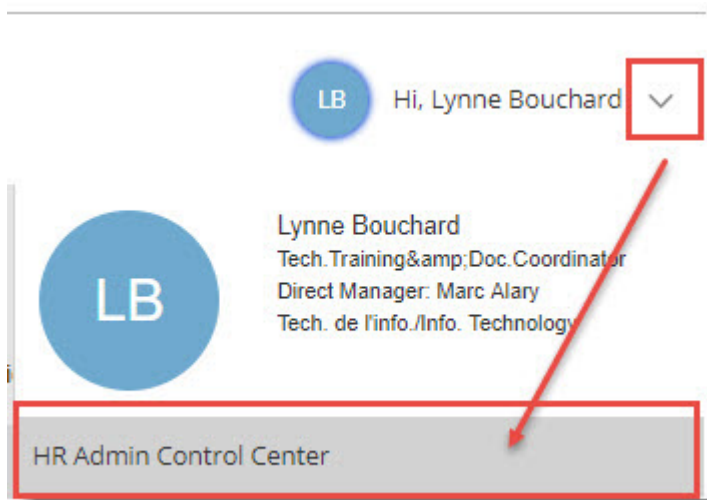 LB Hi, Lynne Bouchard
LB
Lynne Bouchard
Tech.Training&amp;Doc.Coordinator
Direct Manager: Marc Alary
Tech. de l'info./Info. Technology
HR Admin Control Center